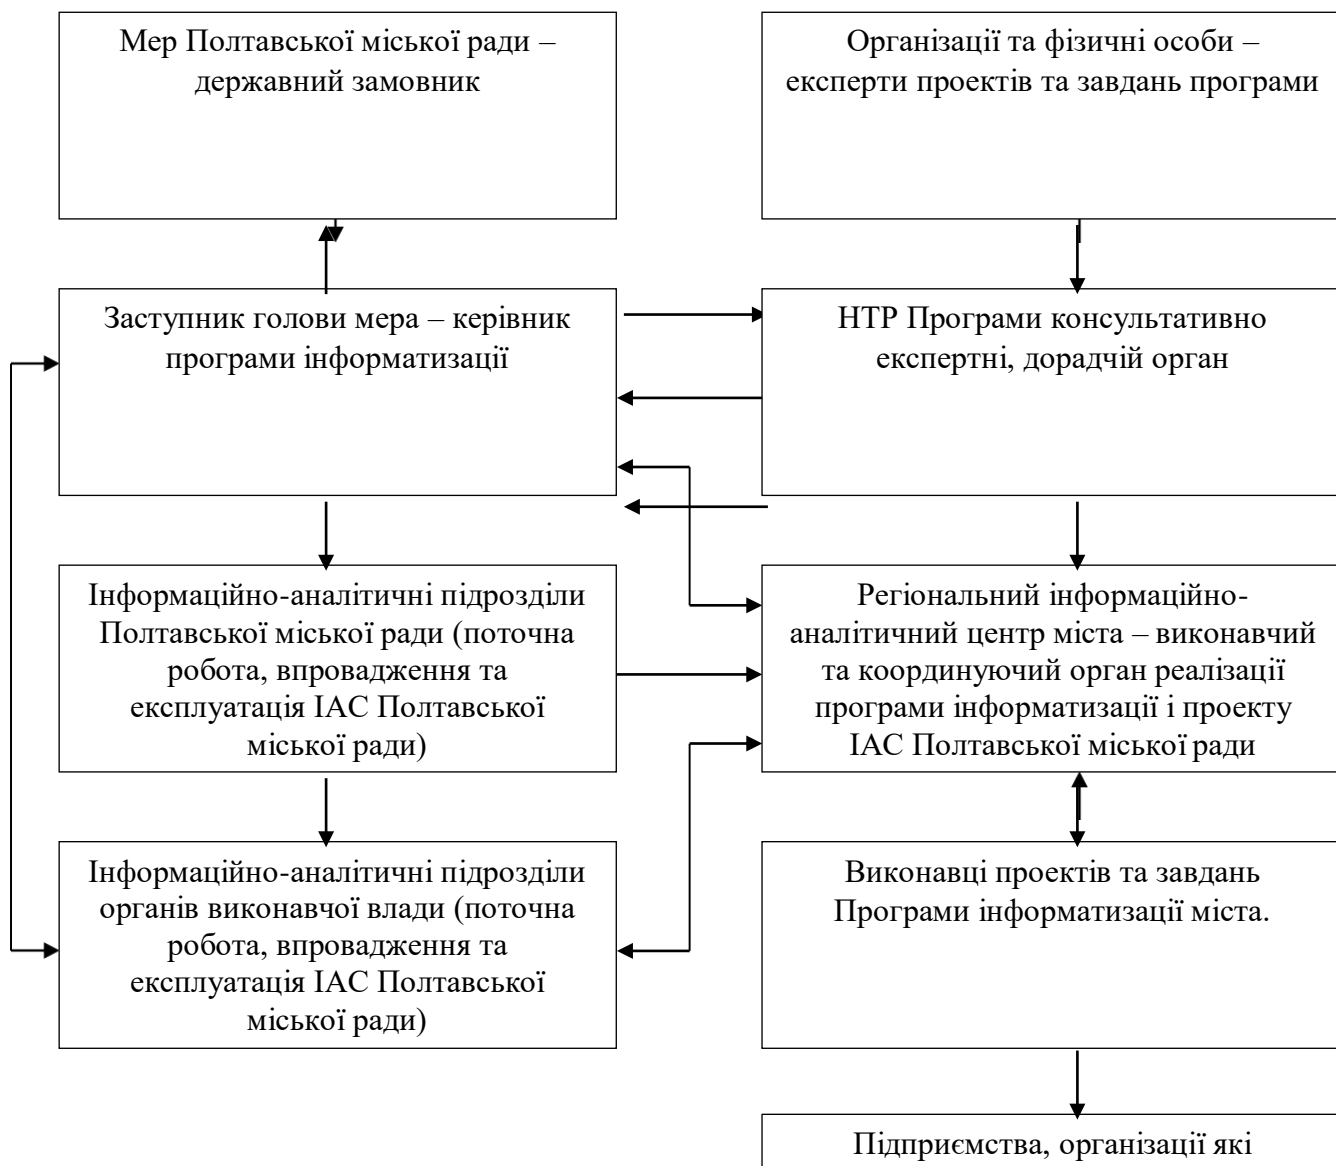 Мер Полтавської міської ради –
державний замовник
Організації та фізичні особи –
експерти проектів та завдань програми
Заступник голови мера – керівник
програми інформатизації
НТР Програми консультативно
експертні, дорадчій орган
Інформаційно-аналітичні підрозділи
Полтавської міської ради (поточна
робота, впровадження та
експлуатація ІАС Полтавської
міської ради)
Регіональний інформаційно-
аналітичний центр міста – виконавчий
та координуючий орган реалізації
програми інформатизації і проекту
ІАС Полтавської міської ради
Інформаційно-аналітичні підрозділи
органів виконавчої влади (поточна
робота, впровадження та
експлуатація ІАС Полтавської
міської ради)
Виконавці проектів та завдань
Програми інформатизації міста.
Підприємства, організації які